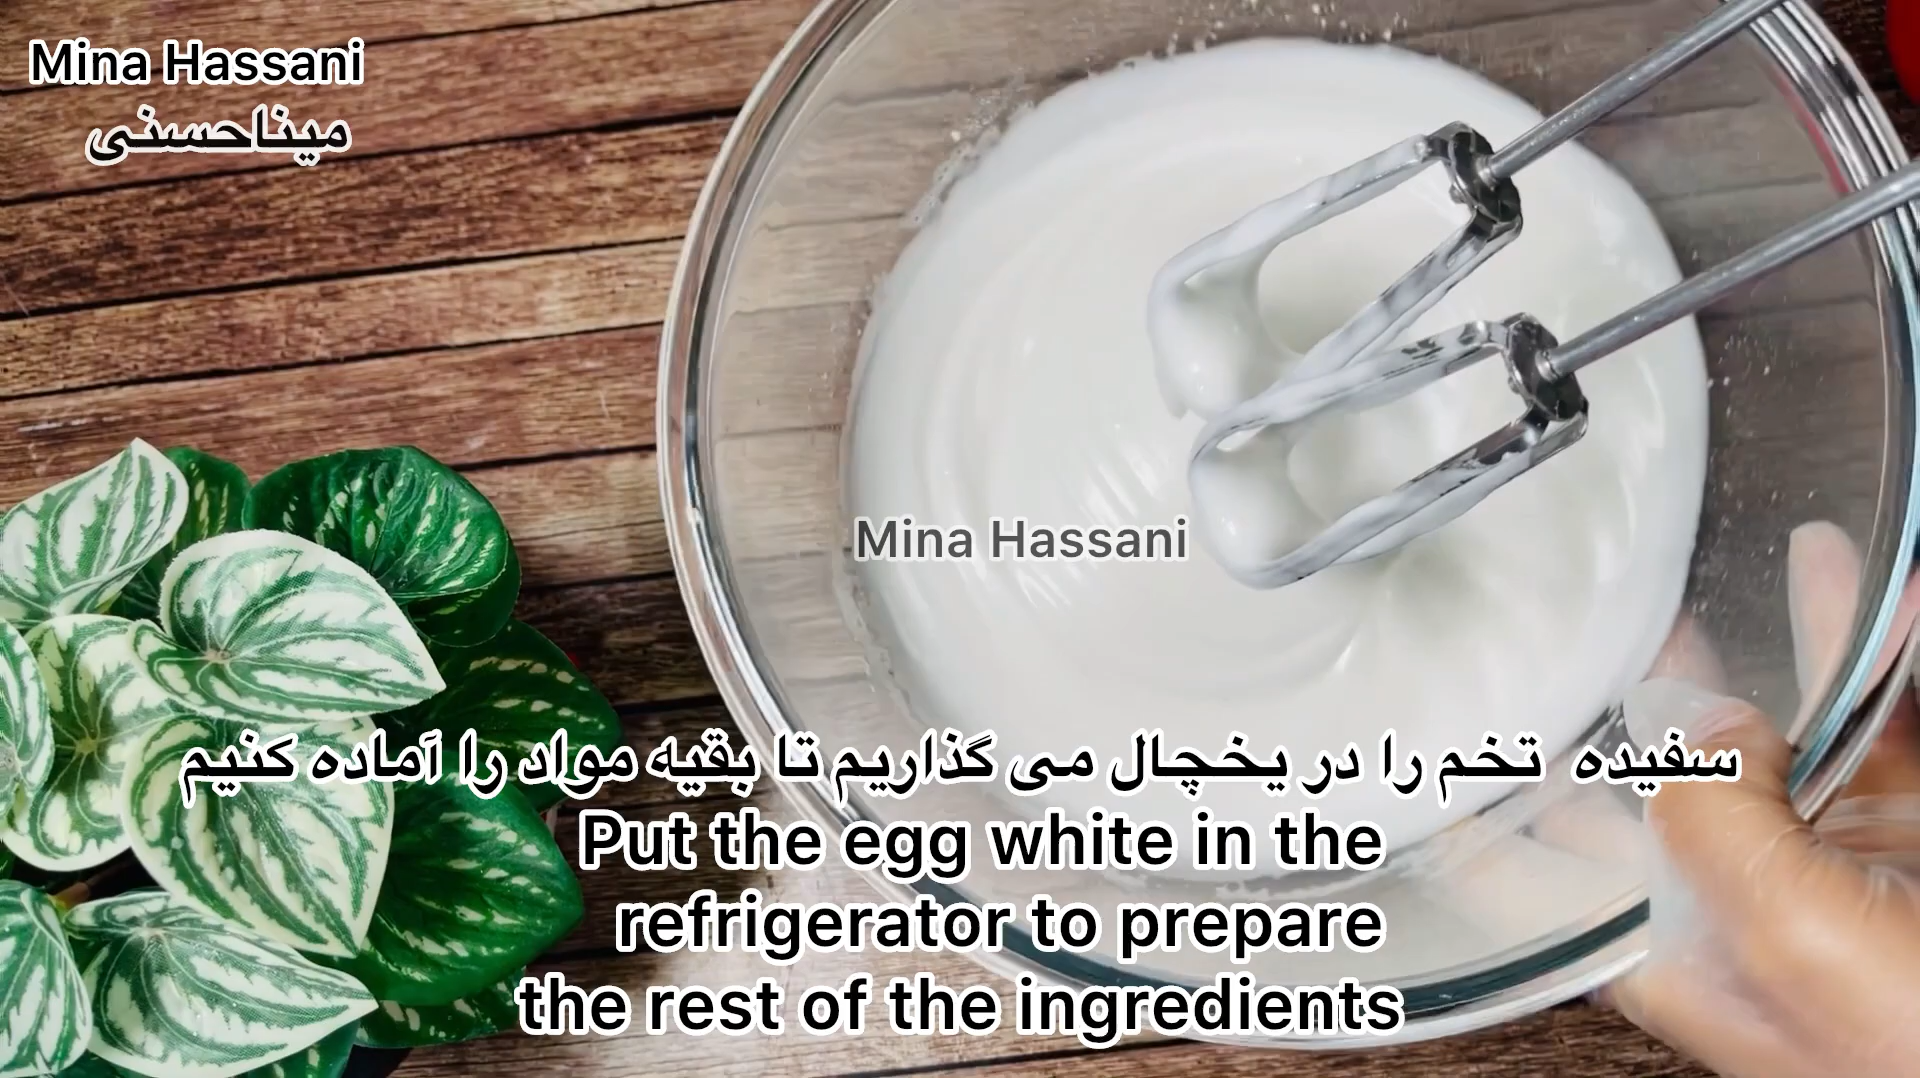 Mina Hassani
میناحسنی
Mina Hassani
سفیده تخم را در یخچال می گذاریم تا بقیه مواد را آماده کنیم
Put the egg white in the
refrigerator to prepare
the rest of the ingredients